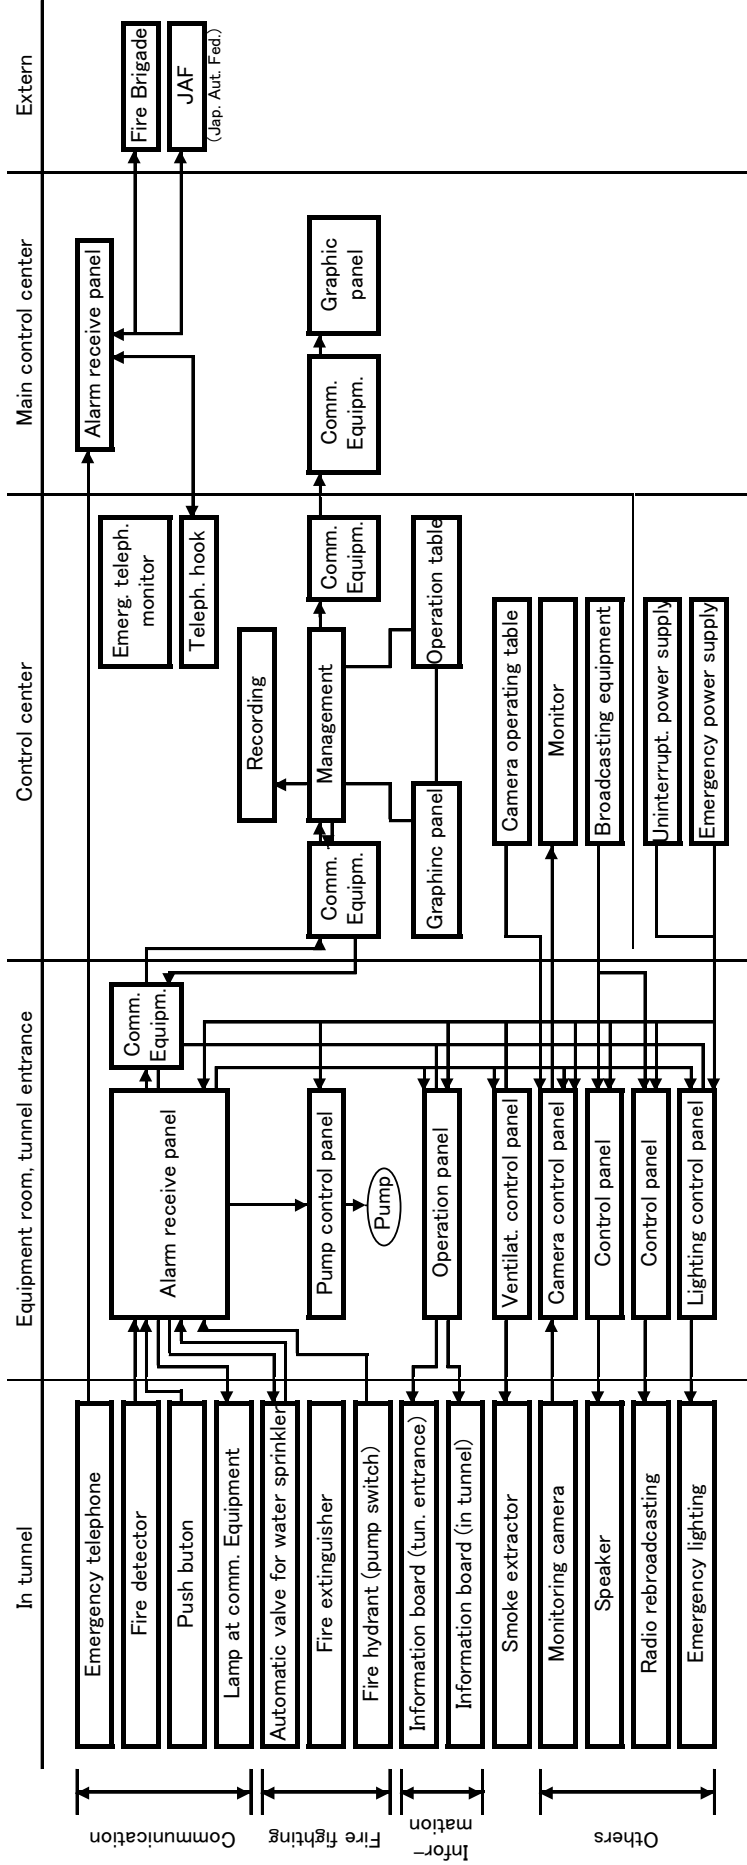 In tunnel
Equipment room, tunnel entrance
Control center
Main control center
Extern
Communication
Fire fighting
Infor-
mation
Others
Emergency telephone
Fire detector
Push buton
Lamp at comm. Equipment
Automatic valve for water sprinkler
Fire extinguisher
Fire hydrant (pump switch)
Information board (tun. entrance)
Information board (in tunnel)
Smoke extractor
Monitoring camera
Speaker
Radio rebroadcasting
Emergency lighting
Alarm receive panel
Comm.
Equipm.
Pump control panel
Pump
Operation panel
Ventilat. control panel
Camera control panel
Control panel
Control panel
Lighting control panel
Emerg. teleph.
monitor
Teleph. hook
Recording
Comm.
Equipm.
Management
Comm.
Equipm.
Graphinc panel
Operation table
Camera operating table
Monitor
Broadcasting equipment
Uninterrupt. power supply
Emergency power supply
Alarm receive panel
Comm.
Equipm.
Graphic
panel
Fire Brigade
JAF
(Jap. Aut. Fed.)